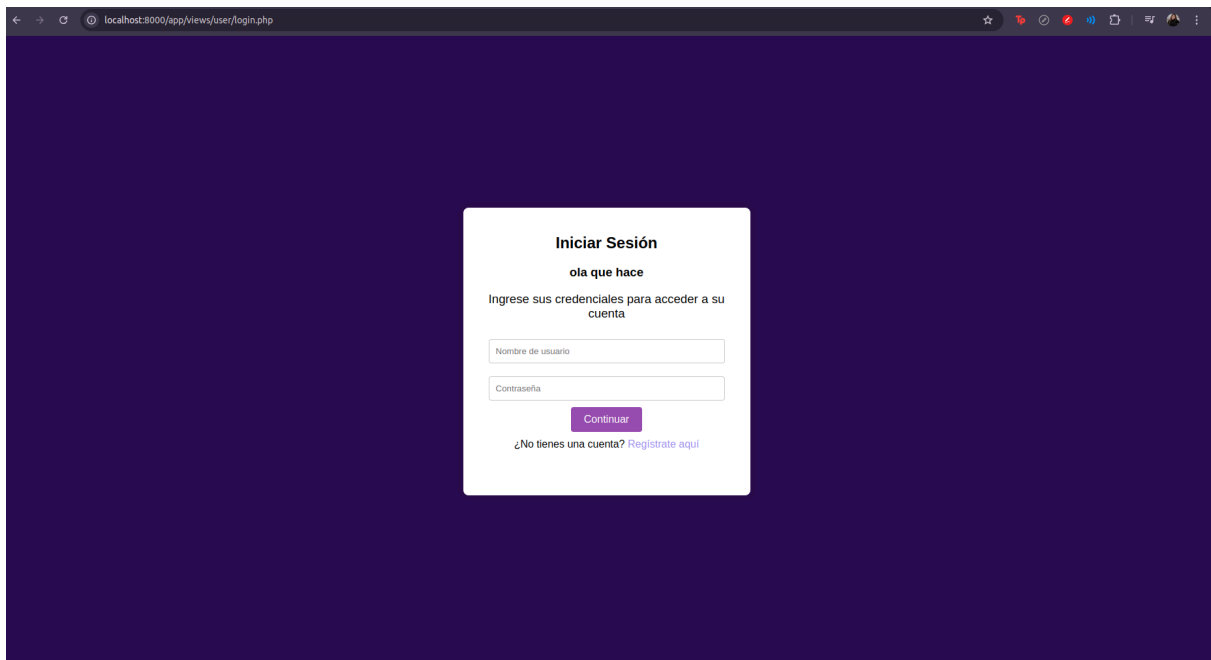 localhost:8000/app/views/user/login.php
Iniciar Sesión
ola que hace
Ingrese sus credenciales para acceder a su
cuenta
Nombre de usuario
Contraseña
Continuar
¿No tienes una cuenta? Regístrate aquí